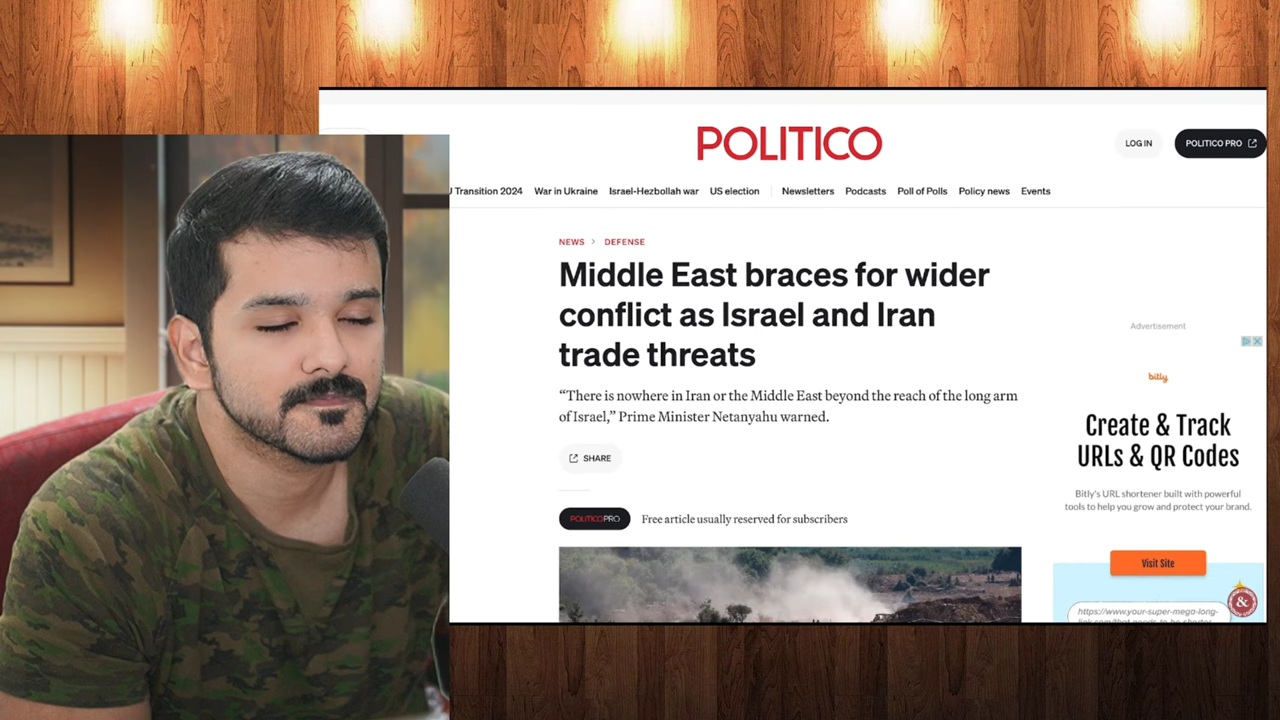 POLITICO
LOG IN
POLITICO PRO
Transition 2024 War in Ukraine Israel-Hezbollah war US election Newsletters Podcasts Poll of Polls Policy news Events
NEWS > DEFENSE
Middle East braces for wider
conflict as Israel and Iran
trade threats
“There is nowhere in Iran or the Middle East beyond the reach of the long arm
of Israel,” Prime Minister Netanyahu warned.
SHARE
POLITICOPRO Free article usually reserved for subscribers
Advertisement
bitly
Create & Track
URLs & QR Codes
Bitly's URL shortener built with powerful
tools to help you grow and protect your brand.
Visit Site
https://www.your-super-mega-long-
&